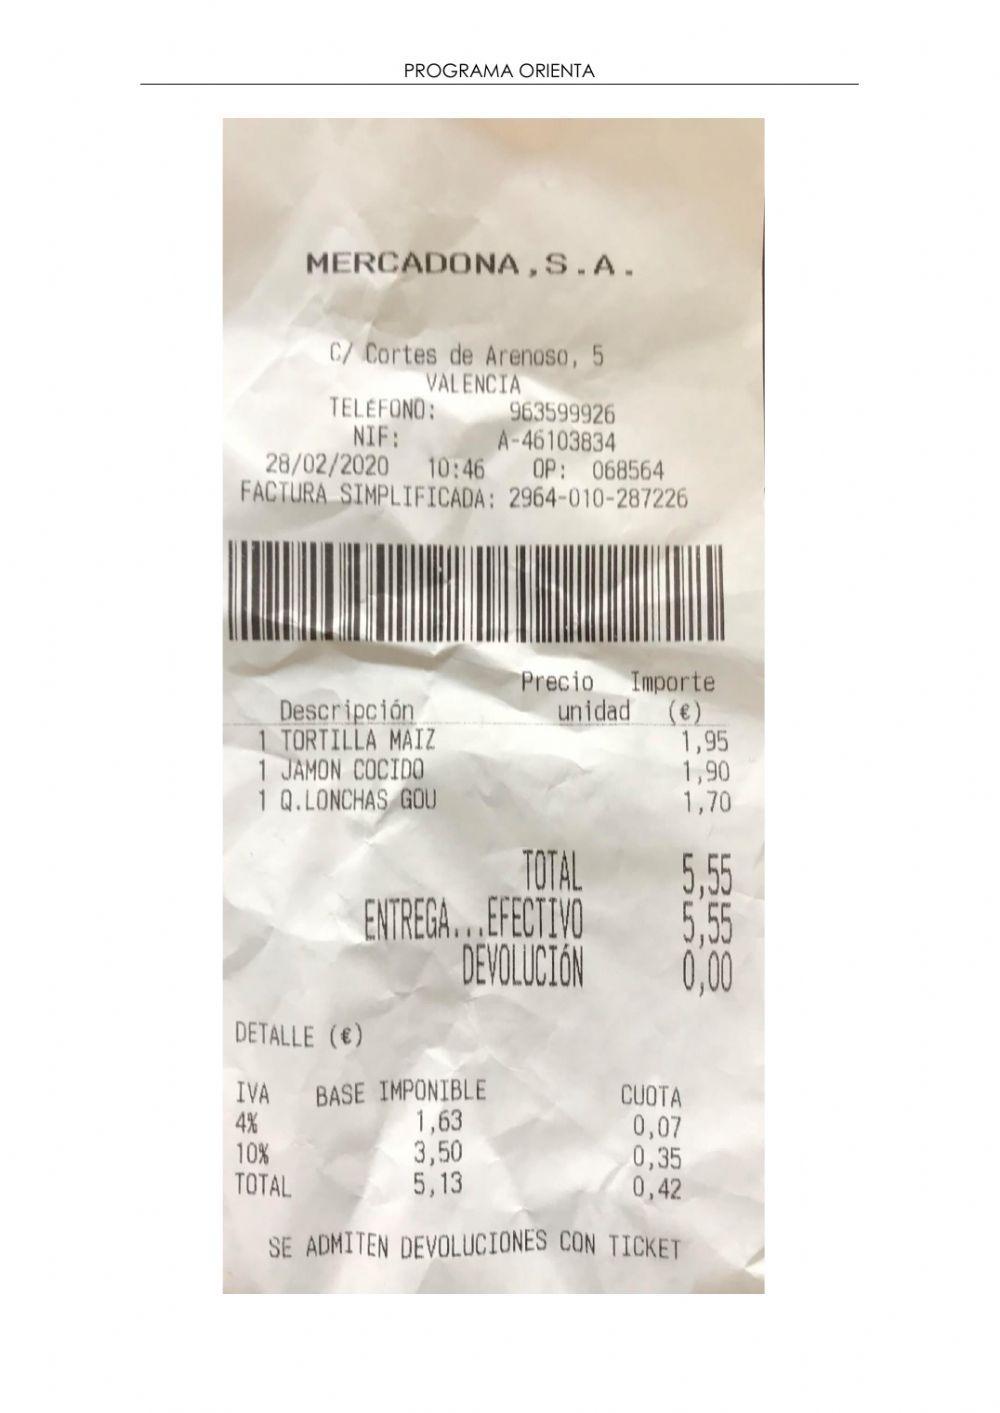 PROGRAMA ORIENTA
MERCADONA,S.A.
C/ Cortes de Arenoso, 5
VALENCIA
TELÉFONO: 963599926
NIF: A-46103834
28/02/2020 10:46 OP: 068564
FACTURA SIMPLIFICADA: 2964-010-287226
Precio Importe
Descripción unidad (€)
1 TORTILLA MAIZ 1,95
1 JAMON COCIDO 1,90
1 Q.LONCHAS GOU 1,70
TOTAL 5,55
ENTREGA...EFECTIVO 5,55
DEVOLUCIÓN 0,00
DETALLE (€)
IVA BASE IMPONIBLE CUOTA
4% 1,63 0,07
10% 3,50 0,35
TOTAL 5,13 0,42
SE ADMITEN DEVOLUCIONES CON TICKET